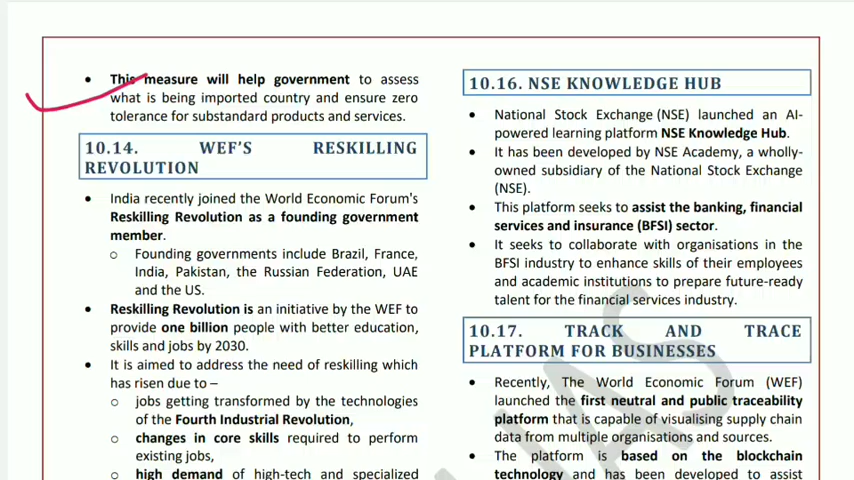 • This measure will help government to assess
what is being imported country and ensure zero
tolerance for substandard products and services.
10.14. WEF'S RESKILLING
REVOLUTION
• India recently joined the World Economic Forum's
Reskilling Revolution as a founding government
member.
o Founding governments include Brazil, France,
India, Pakistan, the Russian Federation, UAE
and the US.
• Reskilling Revolution is an initiative by the WEF to
provide one billion people with better education,
skills and jobs by 2030.
• It is aimed to address the need of reskilling which
has risen due to –
o jobs getting transformed by the technologies
of the Fourth Industrial Revolution,
o changes in core skills required to perform
existing jobs,
o high demand of high-tech and specialized
10.16. NSE KNOWLEDGE HUB
• National Stock Exchange (NSE) launched an AI-
powered learning platform NSE Knowledge Hub.
• It has been developed by NSE Academy, a wholly-
owned subsidiary of the National Stock Exchange
(NSE).
• This platform seeks to assist the banking, financial
services and insurance (BFSI) sector.
• It seeks to collaborate with organisations in the
BFSI industry to enhance skills of their employees
and academic institutions to prepare future-ready
talent for the financial services industry.
10.17. TRACK AND TRACE
PLATFORM FOR BUSINESSES
• Recently, The World Economic Forum (WEF)
launched the first neutral and public traceability
platform that is capable of visualising supply chain
data from multiple organisations and sources.
• The platform is based on the blockchain
technology and has been developed to assist